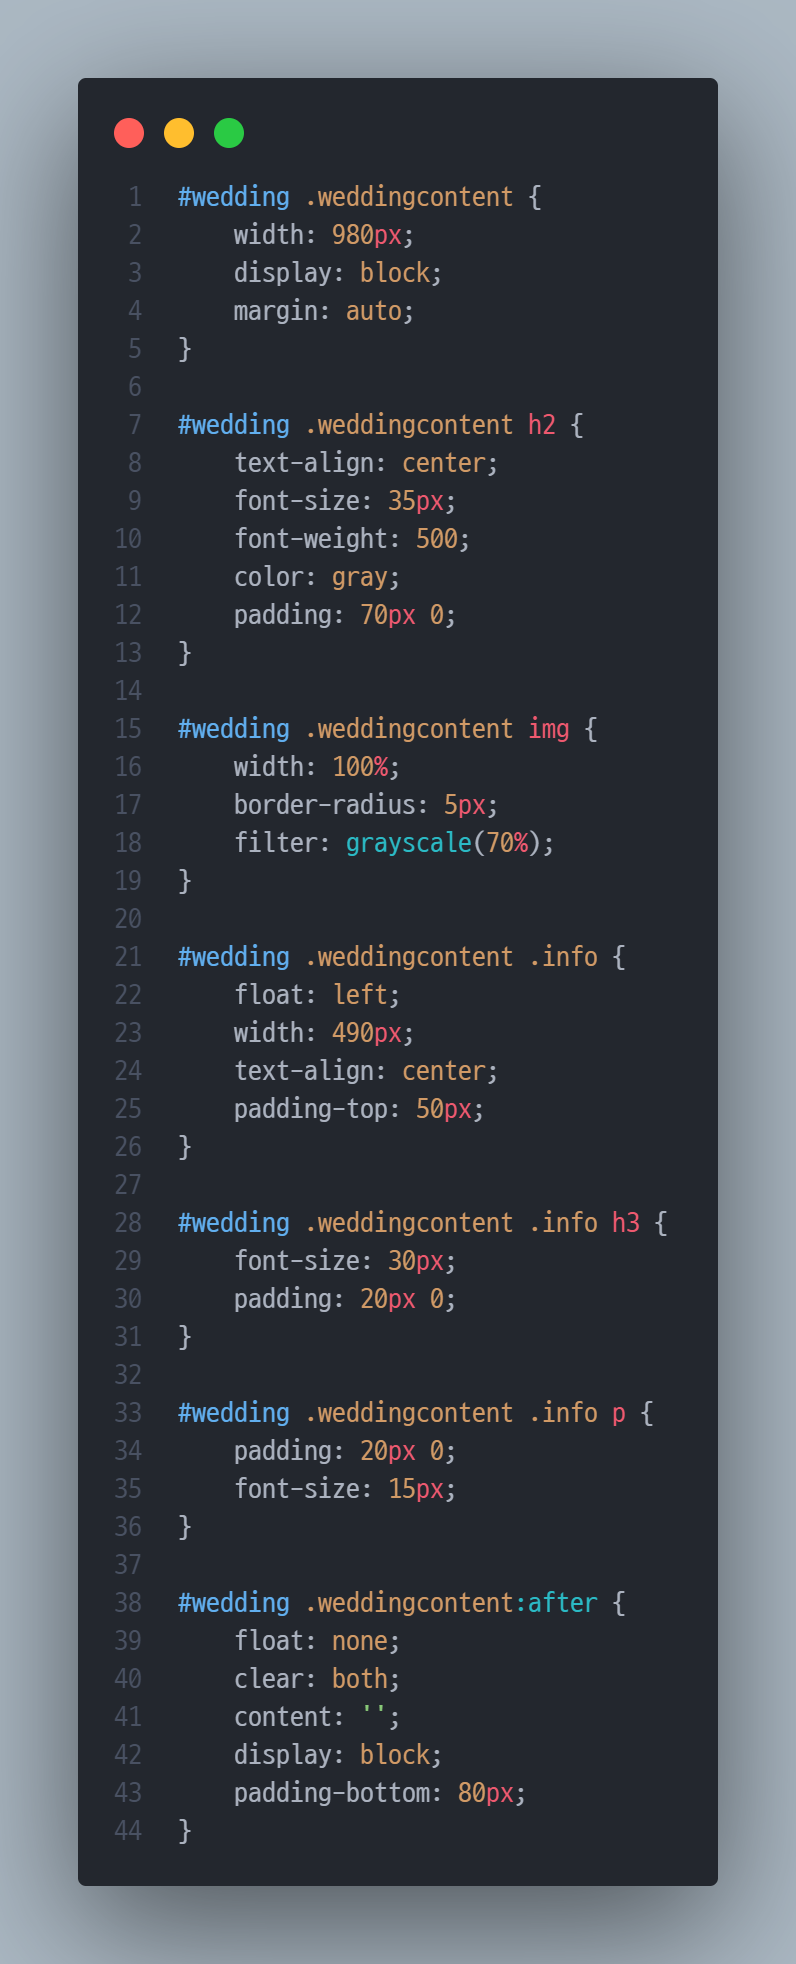 1 #wedding .weddingcontent {
2     width: 980px;
3     display: block;
4     margin: auto;
5 }
6
7 #wedding .weddingcontent h2 {
8     text-align: center;
9     font-size: 35px;
10     font-weight: 500;
11     color: gray;
12     padding: 70px 0;
13 }
14
15 #wedding .weddingcontent img {
16     width: 100%;
17     border-radius: 5px;
18     filter: grayscale(70%);
19 }
20
21 #wedding .weddingcontent .info {
22     float: left;
23     width: 490px;
24     text-align: center;
25     padding-top: 50px;
26 }
27
28 #wedding .weddingcontent .info h3 {
29     font-size: 30px;
30     padding: 20px 0;
31 }
32
33 #wedding .weddingcontent .info p {
34     padding: 20px 0;
35     font-size: 15px;
36 }
37
38 #wedding .weddingcontent:after {
39     float: none;
40     clear: both;
41     content: '';
42     display: block;
43     padding-bottom: 80px;
44 }